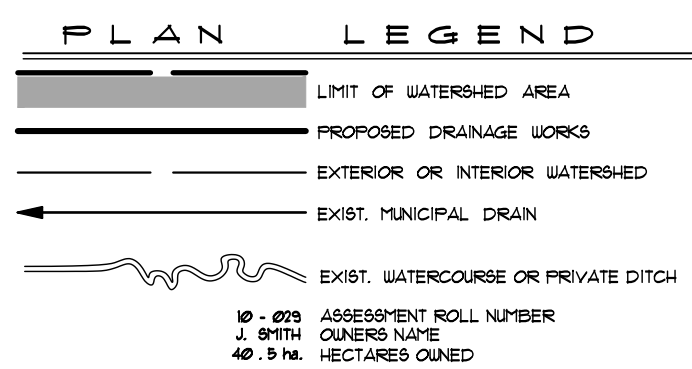 PLAN LEGEND
LIMIT OF WATERSHED AREA
PROPOSED DRAINAGE WORKS
EXTERIOR OR INTERIOR WATERSHED
EXIST. MUNICIPAL DRAIN
EXIST. WATERCOURSE OR PRIVATE DITCH
10 - 029 ASSESSMENT ROLL NUMBER
J. SMITH OWNERS NAME
40.5 ha. HECTARES OWNED